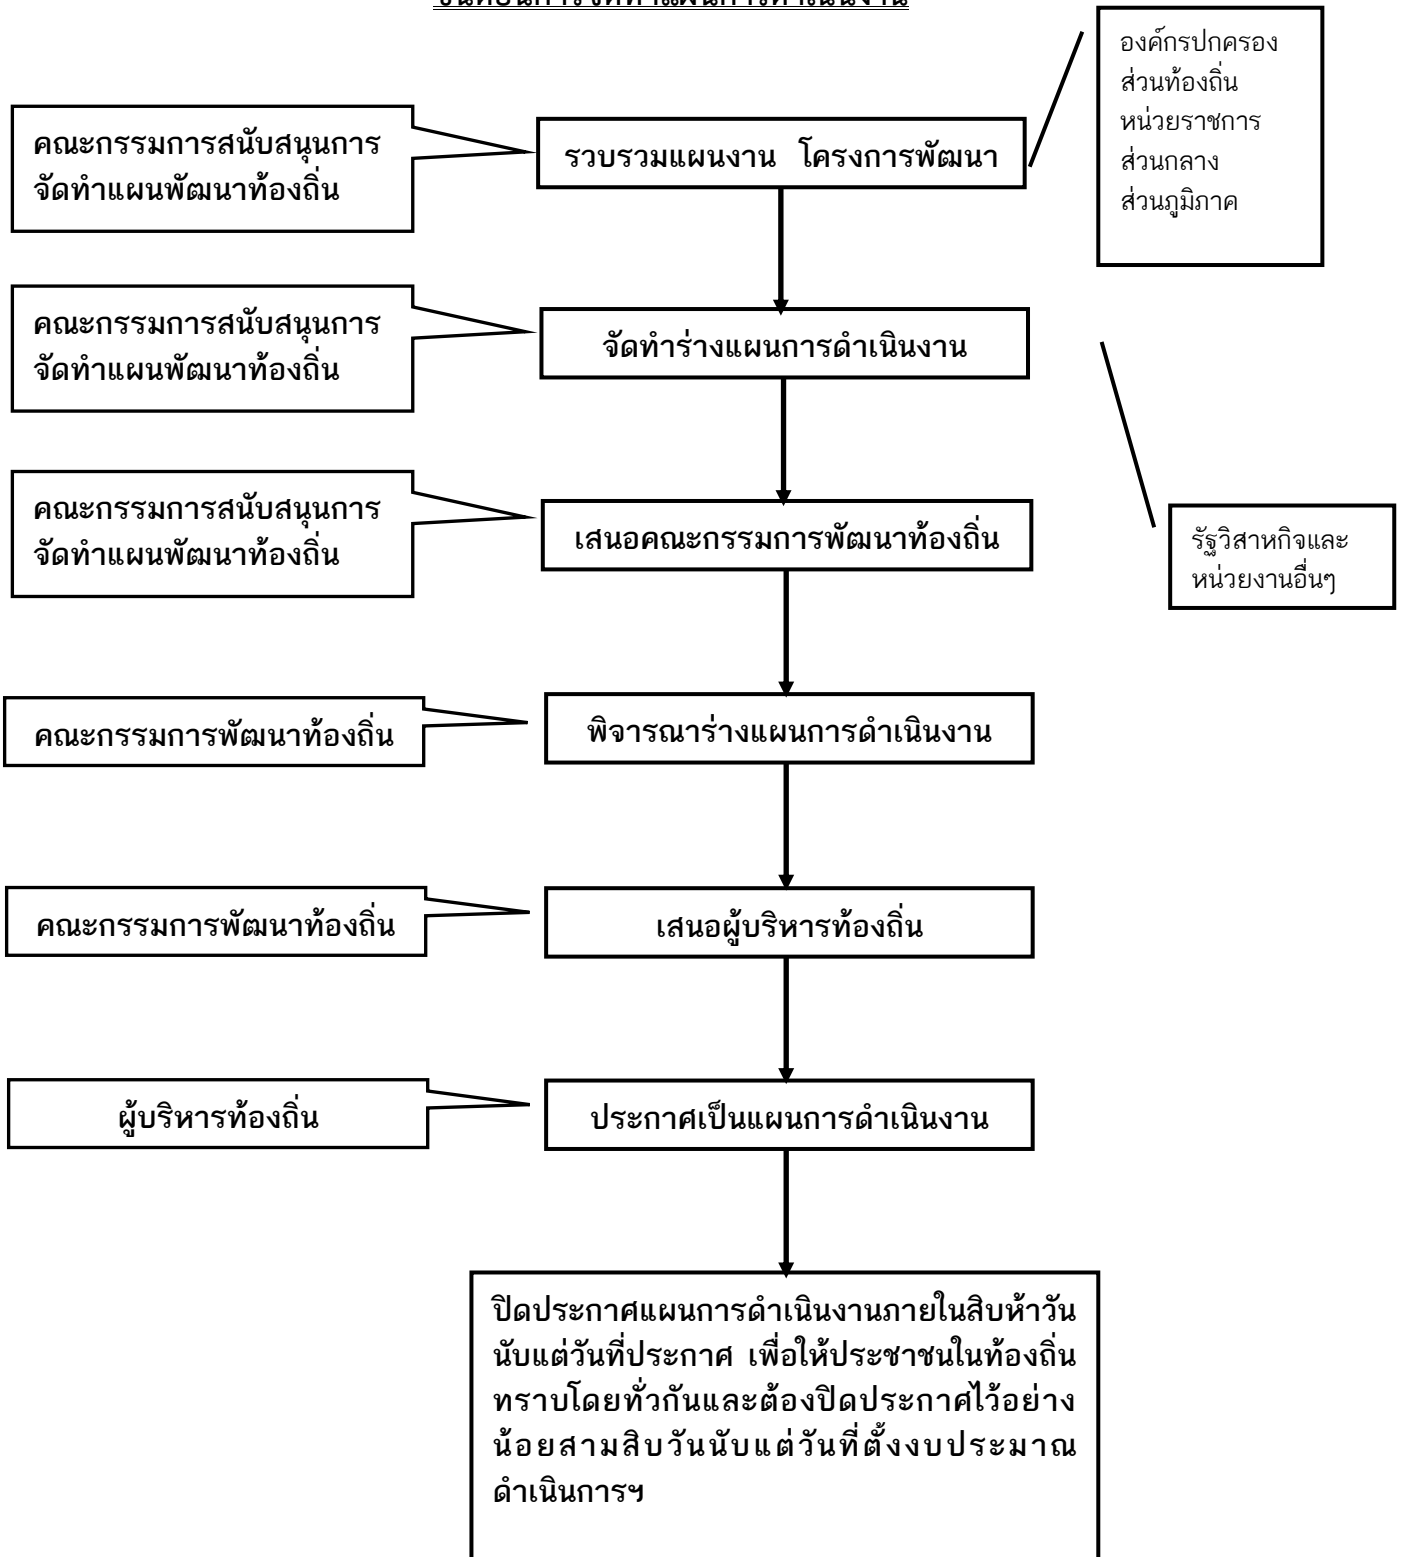 องค์กรปกครอง
ส่วนท้องถิ่น
หน่วยราชการ
ส่วนกลาง
ส่วนภูมิภาค
คณะกรรมการสนับสนุนการ
จัดทำแผนพัฒนาท้องถิ่น
รวบรวมแผนงาน โครงการพัฒนา
คณะกรรมการสนับสนุนการ
จัดทำแผนพัฒนาท้องถิ่น
จัดทำร่างแผนการดำเนินงาน
คณะกรรมการสนับสนุนการ
จัดทำแผนพัฒนาท้องถิ่น
เสนอคณะกรรมการพัฒนาท้องถิ่น
รัฐวิสาหกิจและ
หน่วยงานอื่นๆ
คณะกรรมการพัฒนาท้องถิ่น
พิจารณาร่างแผนการดำเนินงาน
คณะกรรมการพัฒนาท้องถิ่น
เสนอผู้บริหารท้องถิ่น
ผู้บริหารท้องถิ่น
ประกาศเป็นแผนการดำเนินงาน
ปิดประกาศแผนการดำเนินงานภายในสิบห้าวัน
นับแต่วันที่ประกาศ เพื่อให้ประชาชนในท้องถิ่น
ทราบโดยทั่วกันและต้องปิดประกาศไว้อย่าง
น้อยสามสิบวันนับแต่วันที่ตั้งงบประมาณ
ดำเนินการฯ